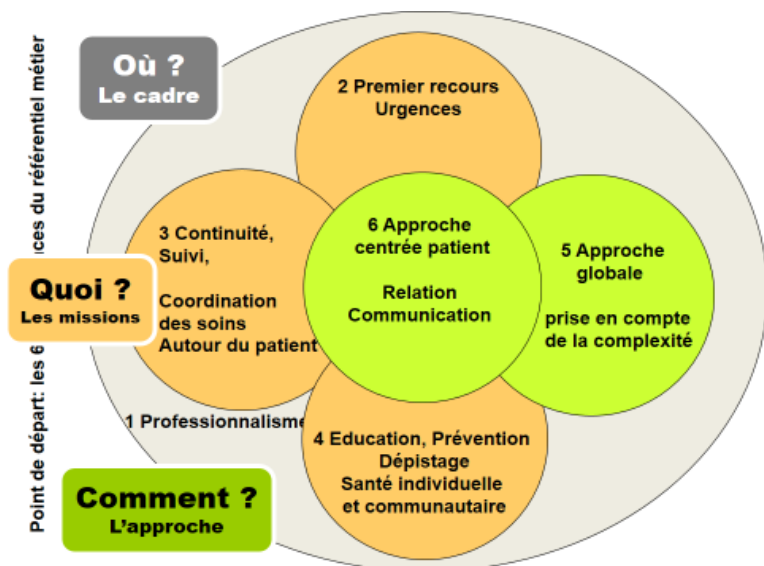 Point de départ: les 6 nces du référentiel métier
Où ?
Le cadre
2 Premier recours
Urgences
3 Continuité,
Suivi,
Coordination
des soins
Autour du patient
6 Approche
centrée patient
Relation
Communication
5 Approche
globale
prise en compte
de la complexité
Quoi ?
Les missions
1 Professionnalisme
4 Education, Prévention
Dépistage
Santé individuelle
et communautaire
Comment ?
L'approche